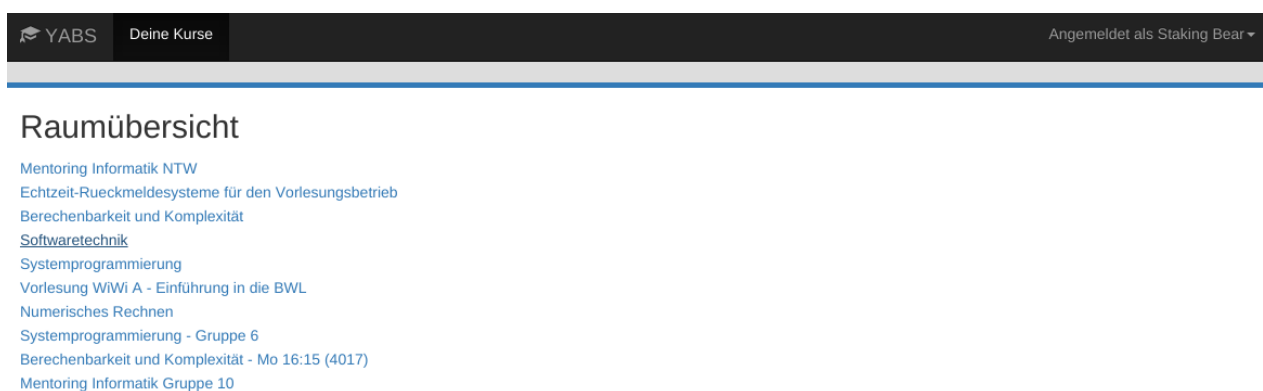 YABS Deine Kurse Angemeldet als Staking Bear
Raumübersicht
Mentoring Informatik NTW
Echtzeit-Rueckmeldesysteme für den Vorlesungsbetrieb
Berechenbarkeit und Komplexität
Softwaretechnik
Systemprogrammierung
Vorlesung WiWi A - Einführung in die BWL
Numerisches Rechnen
Systemprogrammierung - Gruppe 6
Berechenbarkeit und Komplexität - Mo 16:15 (4017)
Mentoring Informatik Gruppe 10